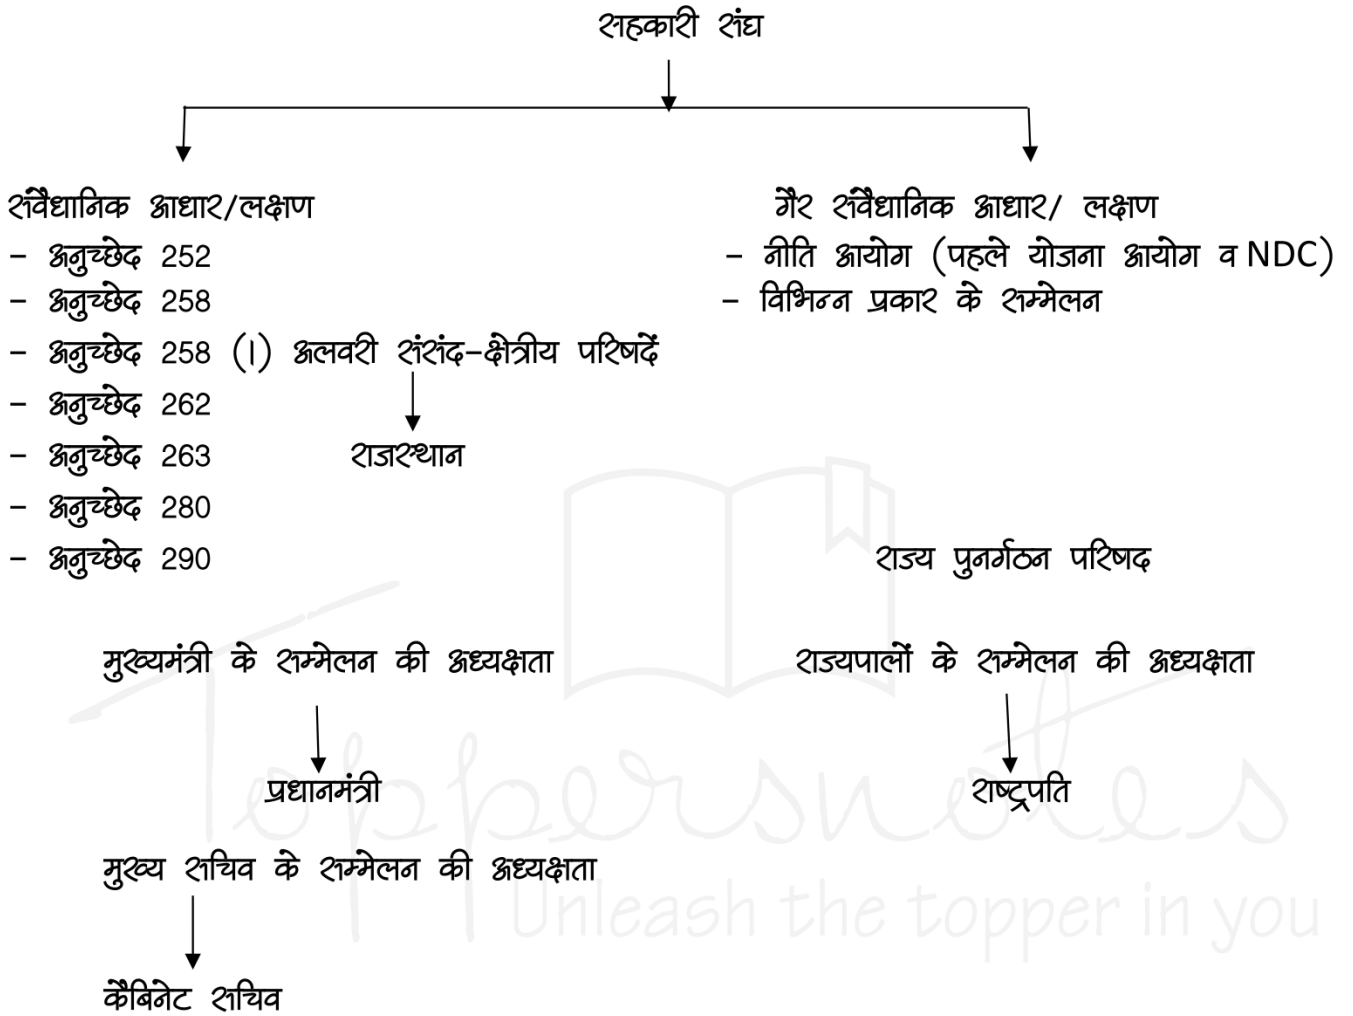 सहकारी संघ
संवैधानिक आधार/लक्षण
– अनुच्छेद 252
– अनुच्छेद 258
– अनुच्छेद 258 (।) अलवरी संसंद-क्षेत्रीय परिषदें
– अनुच्छेद 262
– अनुच्छेद 263
राजस्थान
– अनुच्छेद 280
– अनुच्छेद 290
गैर संवैधानिक आधार/ लक्षण
– नीति आयोग (पहले योजना आयोग व NDC)
– विभिन्न प्रकार के सम्मेलन
राज्य पुनर्गठन परिषद
मुख्यमंत्री के सम्मेलन की अध्यक्षता
प्रधानमंत्री
राज्यपालों के सम्मेलन की अध्यक्षता
राष्ट्रपति
मुख्य सचिव के सम्मेलन की अध्यक्षता
कैबिनेट सचिव
Toppersnotes
Unleash the topper in you